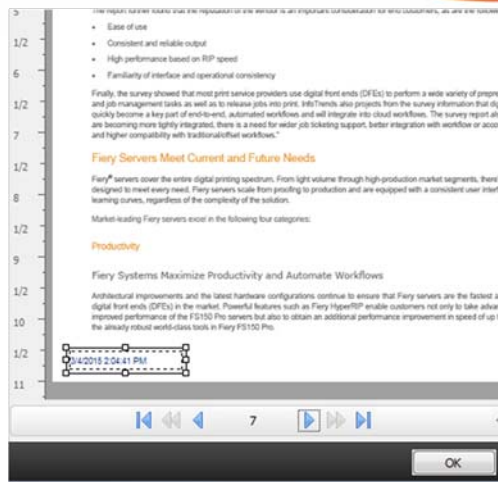 5
The report further found that the reputation of the vendor is an important consideration for end customers, as are the followi
• Ease of use
1/2
• Consistent and reliable output
• High performance based on RIP speed
6
• Familiarity of interface and operational consistency
Finally, the survey showed that most print service providers use digital front ends (DFEs) to perform a wide variety of prepre
1/2
and job management tasks as well as to release jobs into print. InfoTrends also projects from the survey information that dig
quickly become a key part of end-to-end, automated workflows and will integrate into cloud workflows. The survey report als
are becoming more tightly integrated, there is a need for wider job ticketing support, better integration with workflow or acco
7
and higher compatibility with traditional/offset workflows."
1/2
Fiery Servers Meet Current and Future Needs
Fiery® servers cover the entire digital printing spectrum. From light volume through high-production market segments, there
designed to meet every need. Fiery servers scale from proofing to production and are equipped with a consistent user interf
8
learning curves, regardless of the complexity of the solution.
Market-leading Fiery servers excel in the following four categories:
1/2
Productivity
9
Fiery Systems Maximize Productivity and Automate Workflows
1/2
Architectural improvements and the latest hardware configurations continue to ensure that Fiery servers are the fastest a
digital front ends (DFEs) in the market. Powerful features such as Fiery HyperRIP enable customers not only to take advan
10
improved performance of the FS150 Pro servers but also to obtain an additional performance improvement in speed of up
the already robust world-class tools in Fiery FS150 Pro.
1/2
3/4/2015 2:04:41 PM
11
7
OK